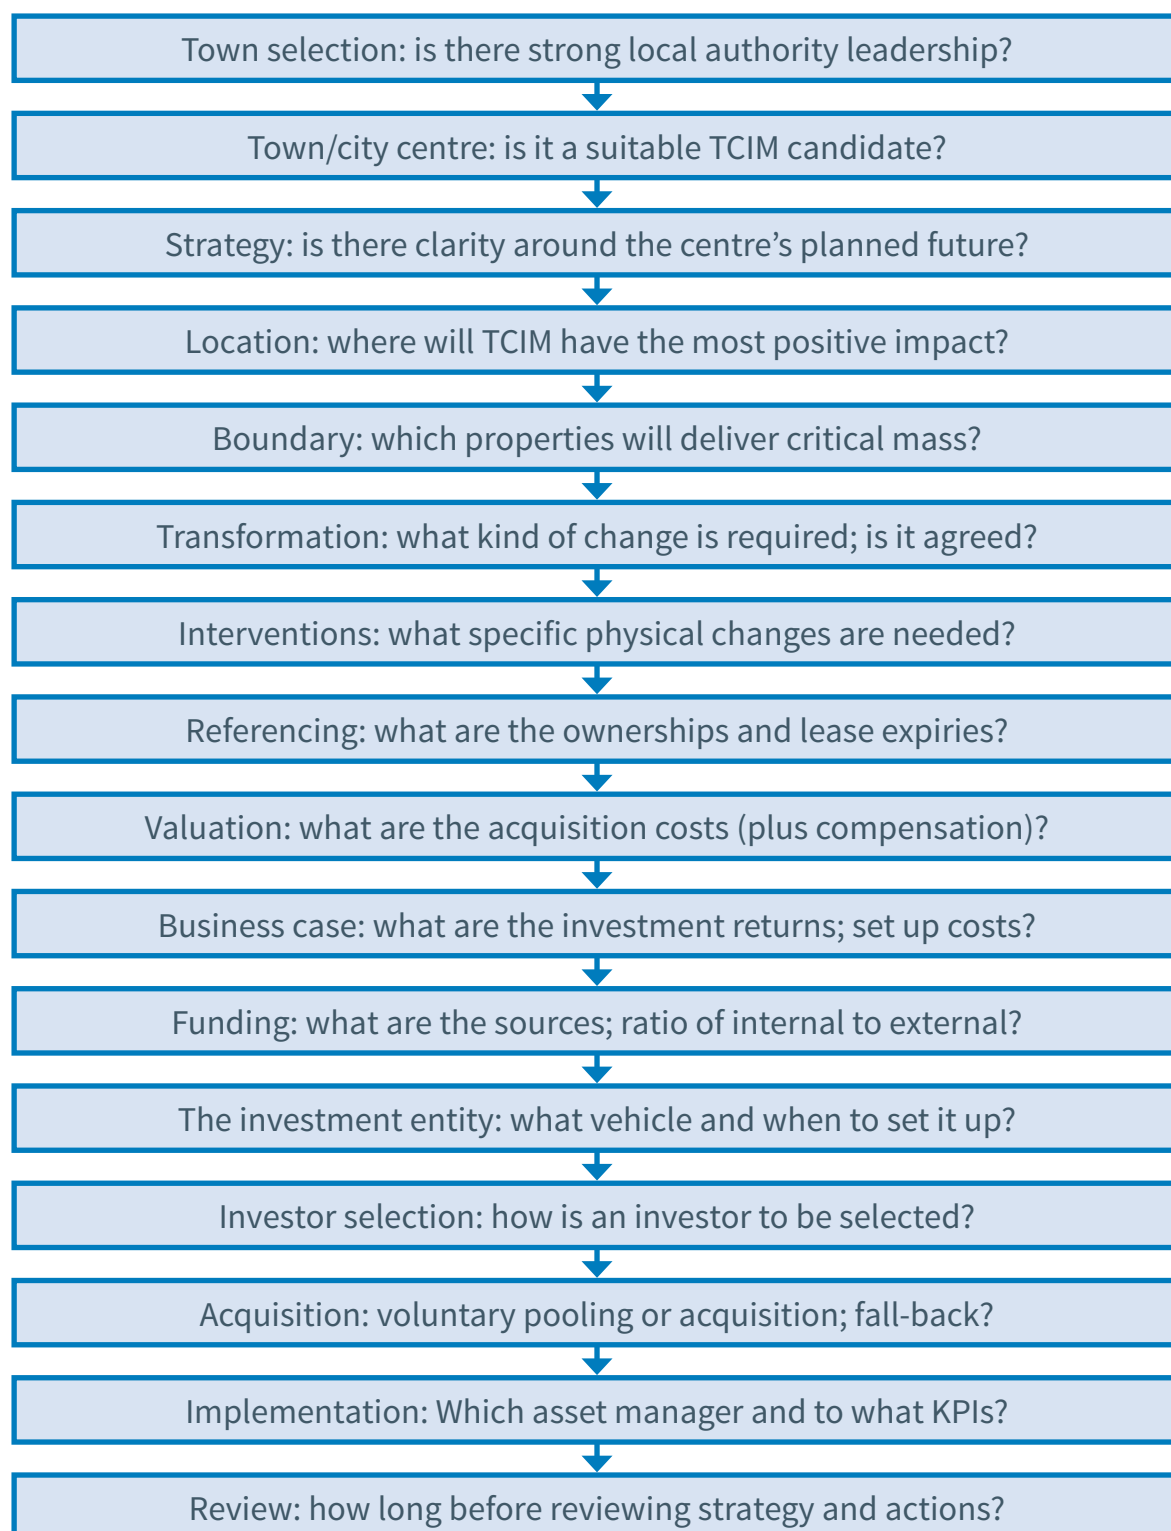 Town selection: is there strong local authority leadership?
Town/city centre: is it a suitable TCIM candidate?
Strategy: is there clarity around the centre’s planned future?
Location: where will TCIM have the most positive impact?
Boundary: which properties will deliver critical mass?
Transformation: what kind of change is required; is it agreed?
Interventions: what specific physical changes are needed?
Referencing: what are the ownerships and lease expiries?
Valuation: what are the acquisition costs (plus compensation)?
Business case: what are the investment returns; set up costs?
Funding: what are the sources; ratio of internal to external?
The investment entity: what vehicle and when to set it up?
Investor selection: how is an investor to be selected?
Acquisition: voluntary pooling or acquisition; fall-back?
Implementation: Which asset manager and to what KPIs?
Review: how long before reviewing strategy and actions?